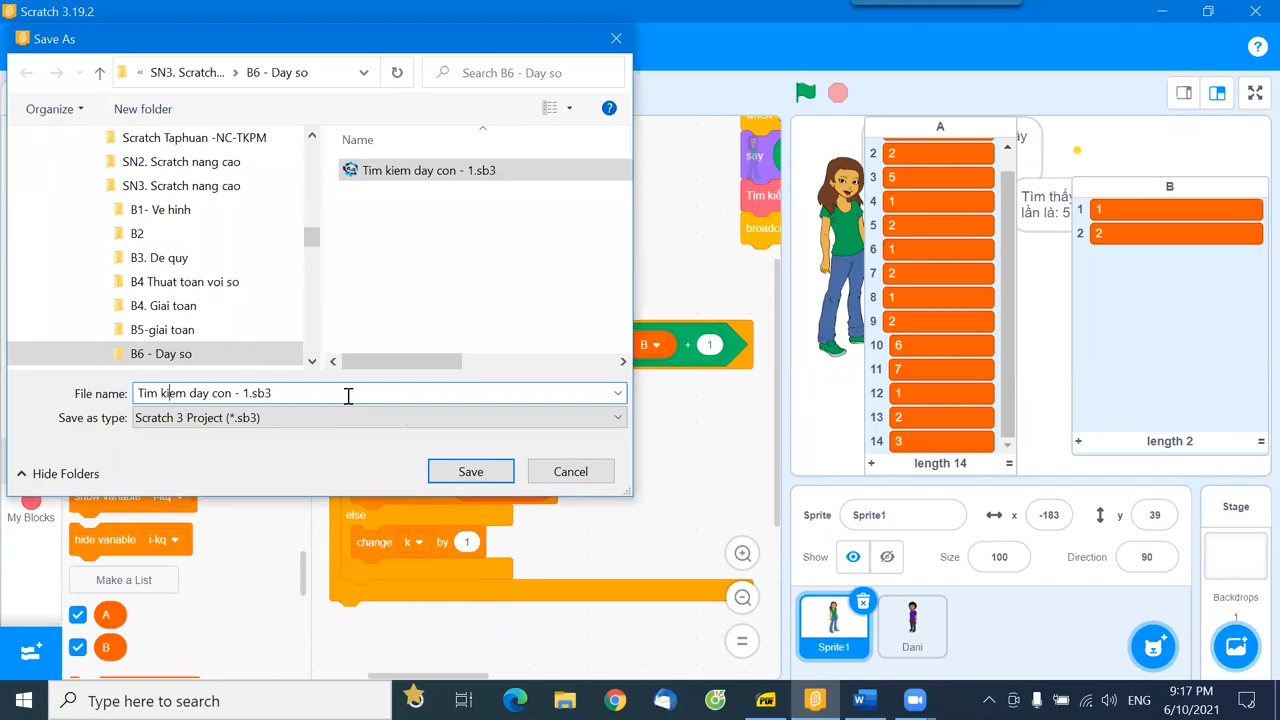 Scratch 3.19.2
Save As
« SN3. Scratch... > B6 - Day so
Search B6 - Day so
Organize
New folder
Scratch Taphuan -NC-TKPM
SN2. Scratch nang cao
SN3. Scratch nang cao
B1- Ve hinh
B2
B3. De quy
B4 Thuat toan voi so
B4. Giai toan
B5-giai toan
B6 - Day so
Name
Tim kiem day con - 1.sb3
File name: Tim kiem day con - 1.sb3
Save as type: Scratch 3 Project (*.sb3)
Hide Folders
Save
Cancel
My Blocks
hide variable i-kq
Make a List
A
B
when
say
Tìm kiế
broadca
B + 1
else
change k by 1
A
2 2
3 5
4 1
5 2
6 1
7 2
8 1
9 2
10 6
11 7
12 1
13 2
14 3
+ length 14 =
Tìm thấy
lần là: 5
B
1 1
2 2
+ length 2 =
Sprite Sprite1 x -183 y 39
Show Size 100 Direction 90
Sprite1
Dani
Stage
Backdrops
1
Type here to search
ENG
9:17 PM
6/10/2021